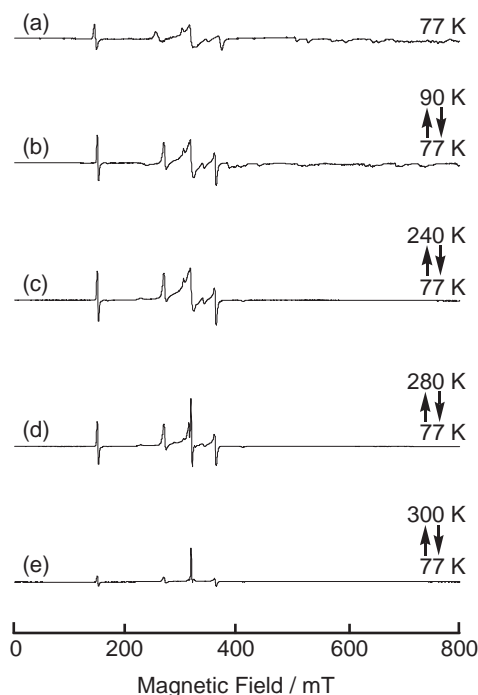 (a) 77 K
90 K
(b) 77 K
240 K
(c) 77 K
280 K
(d) 77 K
300 K
(e) 77 K
0 200 400 600 800
Magnetic Field / mT